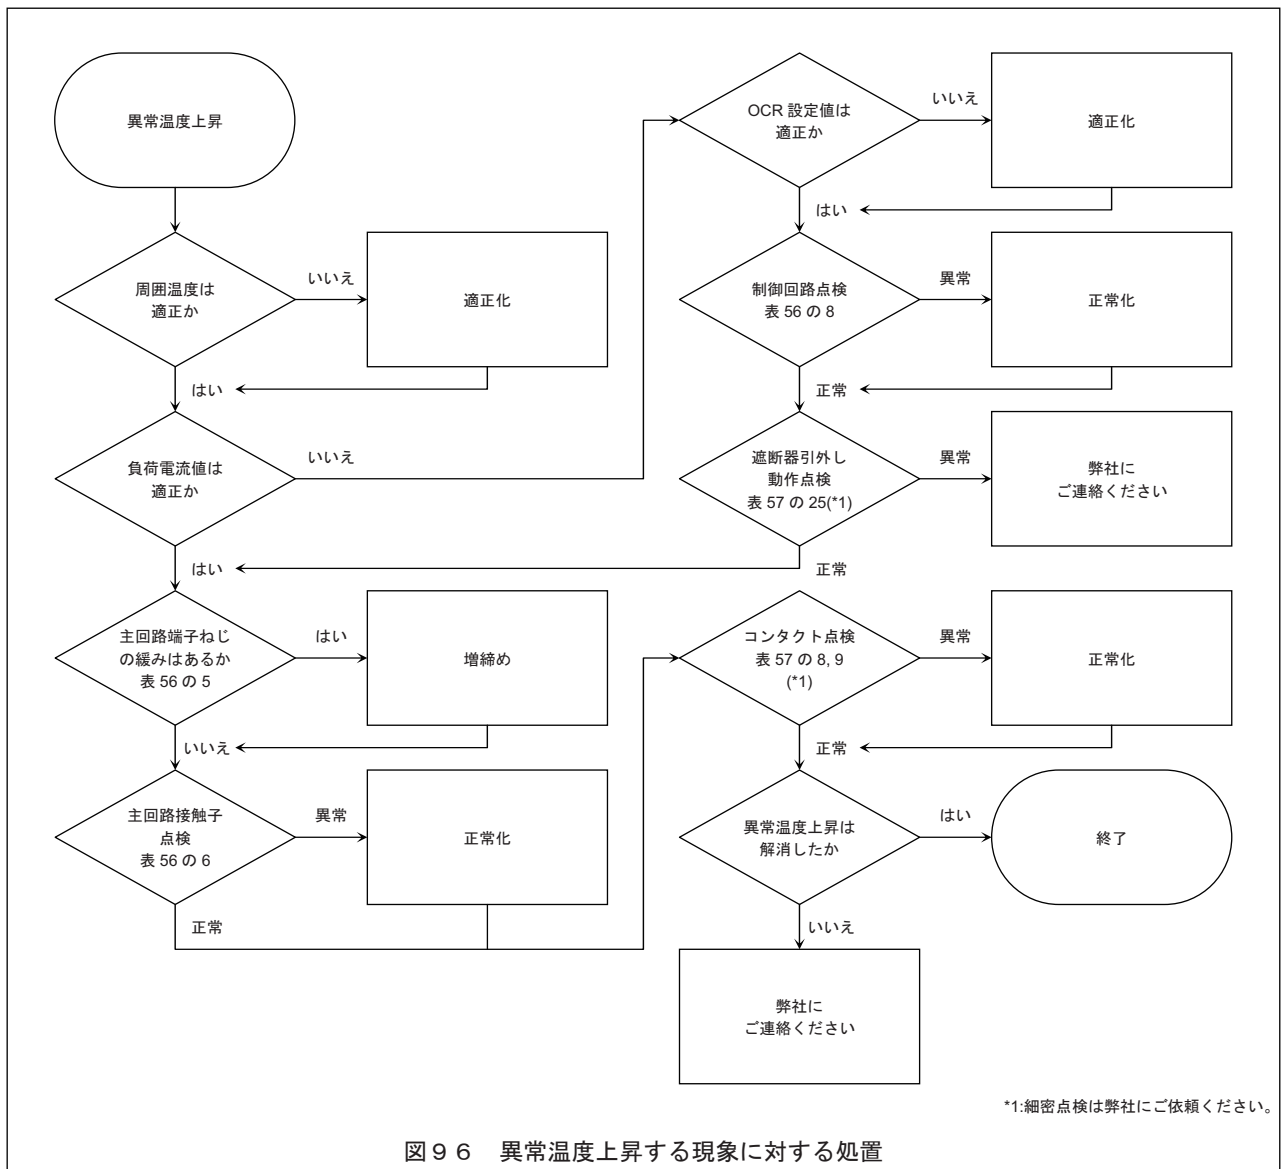 異常温度上昇
周囲温度は
適正か
いいえ
適正化
はい
負荷電流値は
適正か
いいえ
はい
主回路端子ねじ
の緩みはあるか
表 56 の 5
はい
増締め
いいえ
主回路接触子
点検
表 56 の 6
異常
正常化
正常
OCR 設定値は
適正か
いいえ
適正化
はい
制御回路点検
表 56 の 8
異常
正常化
正常
遮断器引外し
動作点検
表 57 の 25(*1)
異常
弊社に
ご連絡ください
正常
コンタクト点検
表 57 の 8, 9
(*1)
異常
正常化
正常
異常温度上昇は
解消したか
はい
終了
いいえ
弊社に
ご連絡ください
*1:細密点検は弊社にご依頼ください。
図９６ 異常温度上昇する現象に対する処置